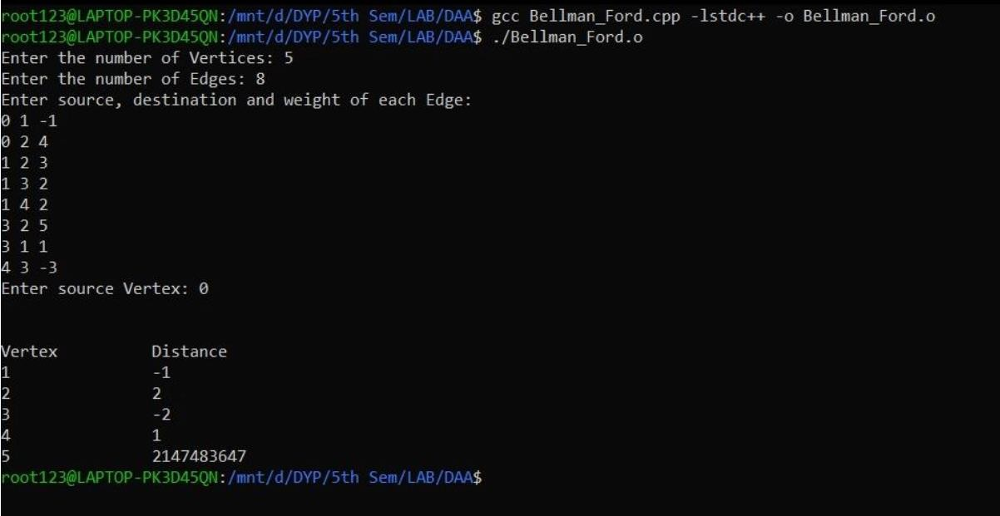 root123@LAPTOP-PK3D45QN:/mnt/d/DYP/5th Sem/LAB/DAA$ gcc Bellman_Ford.cpp -lstdc++ -o Bellman_Ford.o
root123@LAPTOP-PK3D45QN:/mnt/d/DYP/5th Sem/LAB/DAA$ ./Bellman_Ford.o
Enter the number of Vertices: 5
Enter the number of Edges: 8
Enter source, destination and weight of each Edge:
0 1 -1
0 2 4
1 2 3
1 3 2
1 4 2
3 2 5
3 1 1
4 3 -3
Enter source Vertex: 0
Vertex Distance
1 -1
2 2
3 -2
4 1
5 2147483647
root123@LAPTOP-PK3D45QN:/mnt/d/DYP/5th Sem/LAB/DAA$